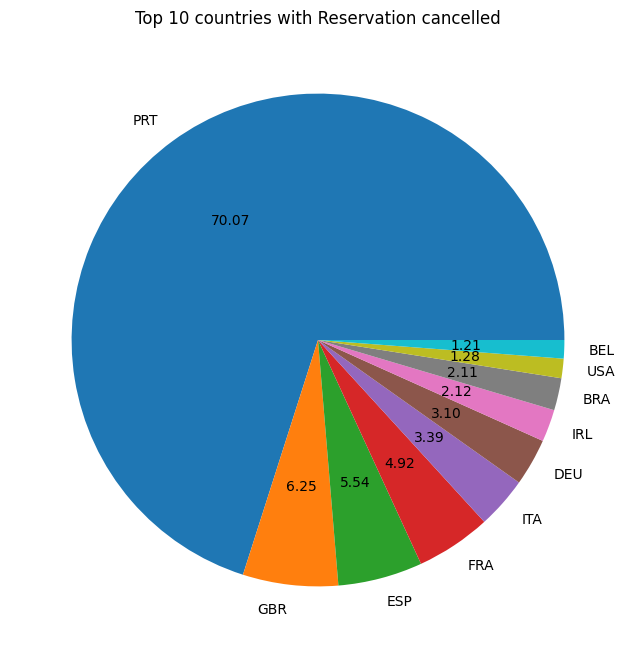 Top 10 countries with Reservation cancelled
PRT
70.07
1.21
BEL
1.28
USA
2.11
BRA
2.12
IRL
3.10
DEU
3.39
ITA
4.92
FRA
5.54
ESP
6.25
GBR